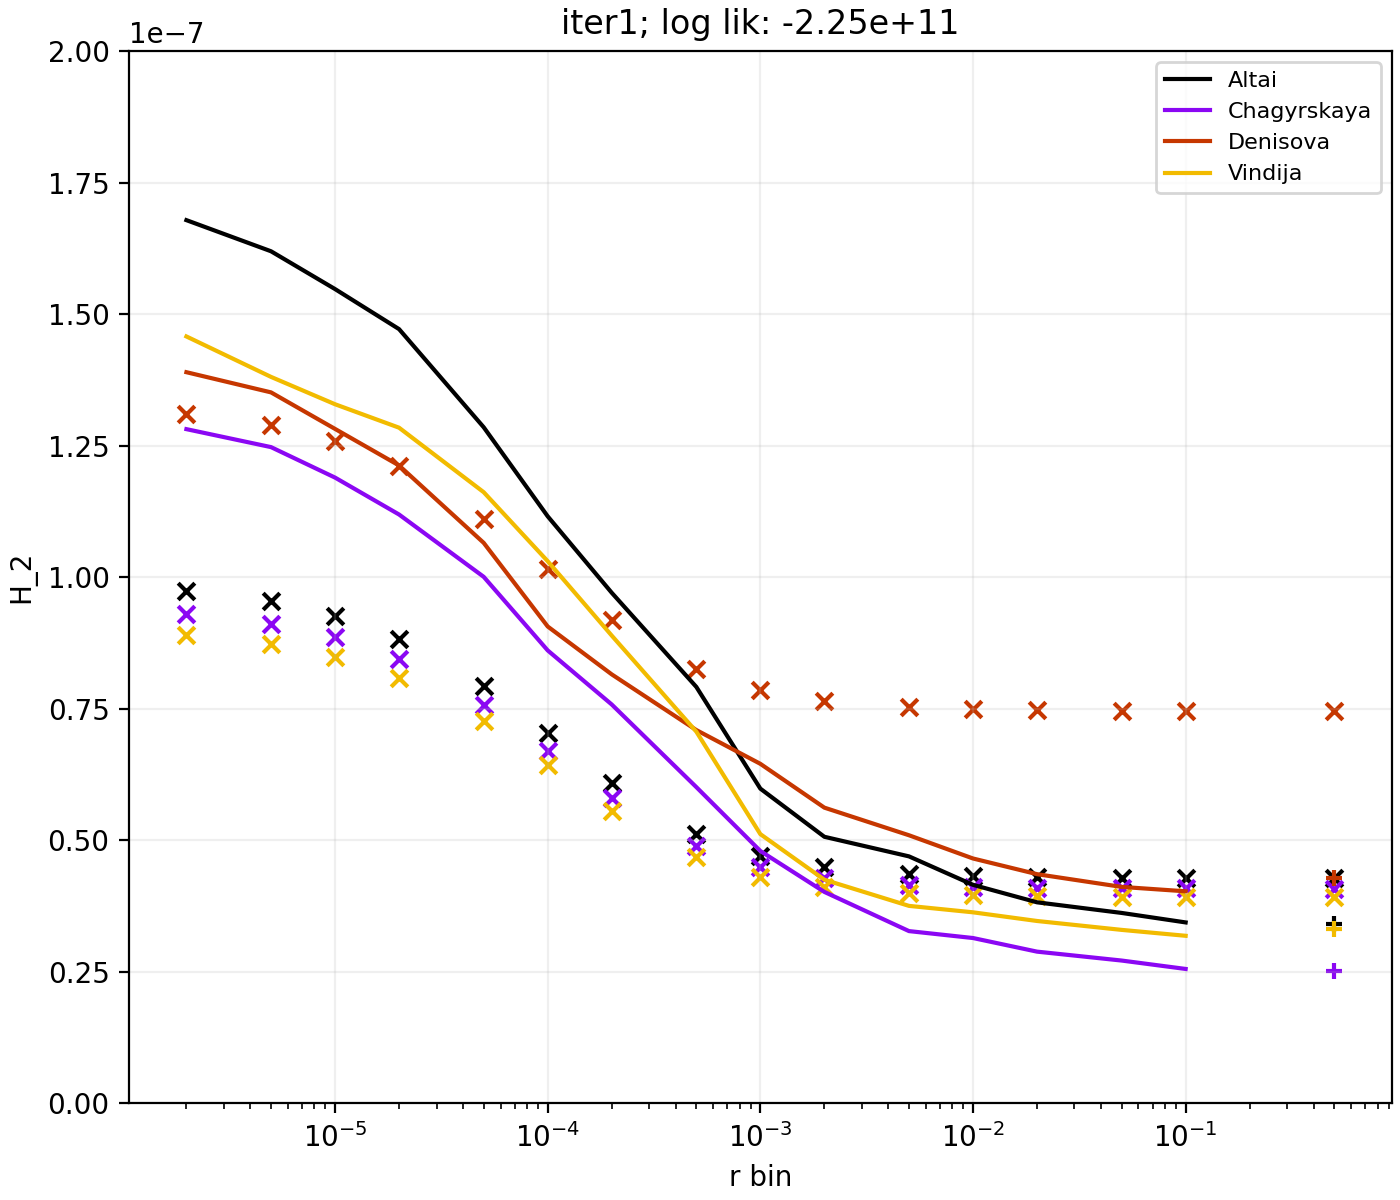 iter1; log lik: -2.25e+11
1e−7
2.00
1.75
1.50
1.25
1.00
0.75
0.50
0.25
0.00
H_2
Altai
Chagyrskaya
Denisova
Vindija
10⁻⁵
10⁻⁴
10⁻³
10⁻²
10⁻¹
r bin